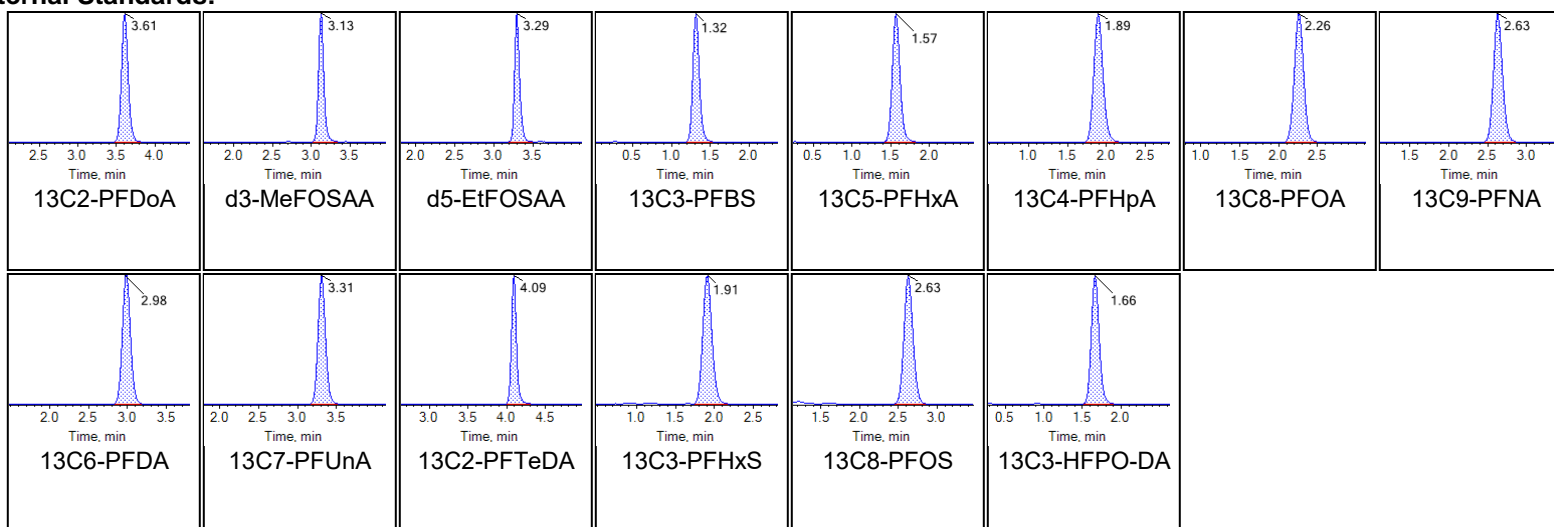 ternal Standards:
3.61 3.13 3.29 1.32 1.57 1.89 2.26 2.63
2.5 3.0 3.5 4.0 2.0 2.5 3.0 3.5 2.0 2.5 3.0 3.5 0.5 1.0 1.5 2.0 0.5 1.0 1.5 2.0 1.0 1.5 2.0 2.5 1.0 1.5 2.0 2.5 1.5 2.0 2.5 3.0
Time, min Time, min Time, min Time, min Time, min Time, min Time, min Time, min
13C2-PFDoA d3-MeFOSAA d5-EtFOSAA 13C3-PFBS 13C5-PFHxA 13C4-PFHpA 13C8-PFOA 13C9-PFNA
2.98 3.31 4.09 1.91 2.63 1.66
2.0 2.5 3.0 3.5 2.0 2.5 3.0 3.5 3.0 3.5 4.0 4.5 1.0 1.5 2.0 2.5 1.5 2.0 2.5 3.0 0.5 1.0 1.5 2.0
Time, min Time, min Time, min Time, min Time, min Time, min
13C6-PFDA 13C7-PFUnA 13C2-PFTeDA 13C3-PFHxS 13C8-PFOS 13C3-HFPO-DA